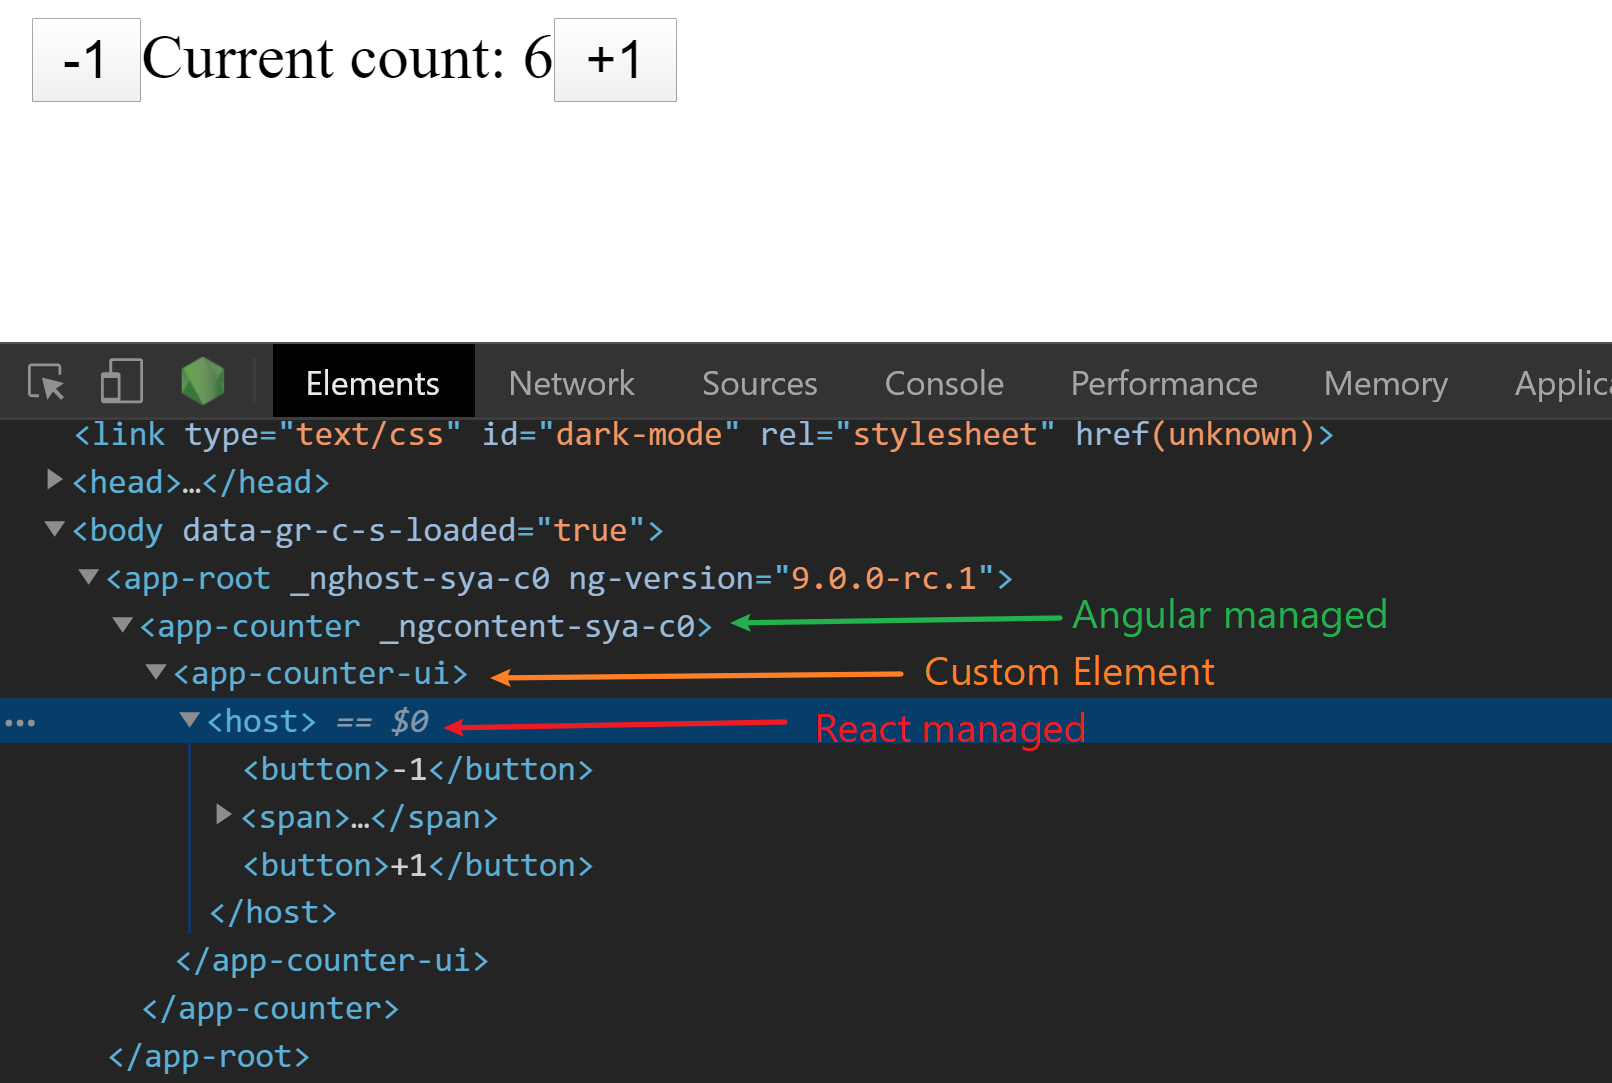 -1 Current count: 6 +1
Elements Network Sources Console Performance Memory Applica
<link type="text/css" id="dark-mode" rel="stylesheet" href(unknown)>
<head>…</head>
<body data-gr-c-s-loaded="true">
<app-root _nghost-sya-c0 ng-version="9.0.0-rc.1">
<app-counter _ngcontent-sya-c0> Angular managed
<app-counter-ui> Custom Element
<host> == $0 React managed
<button>-1</button>
<span>…</span>
<button>+1</button>
</host>
</app-counter-ui>
</app-counter>
</app-root>